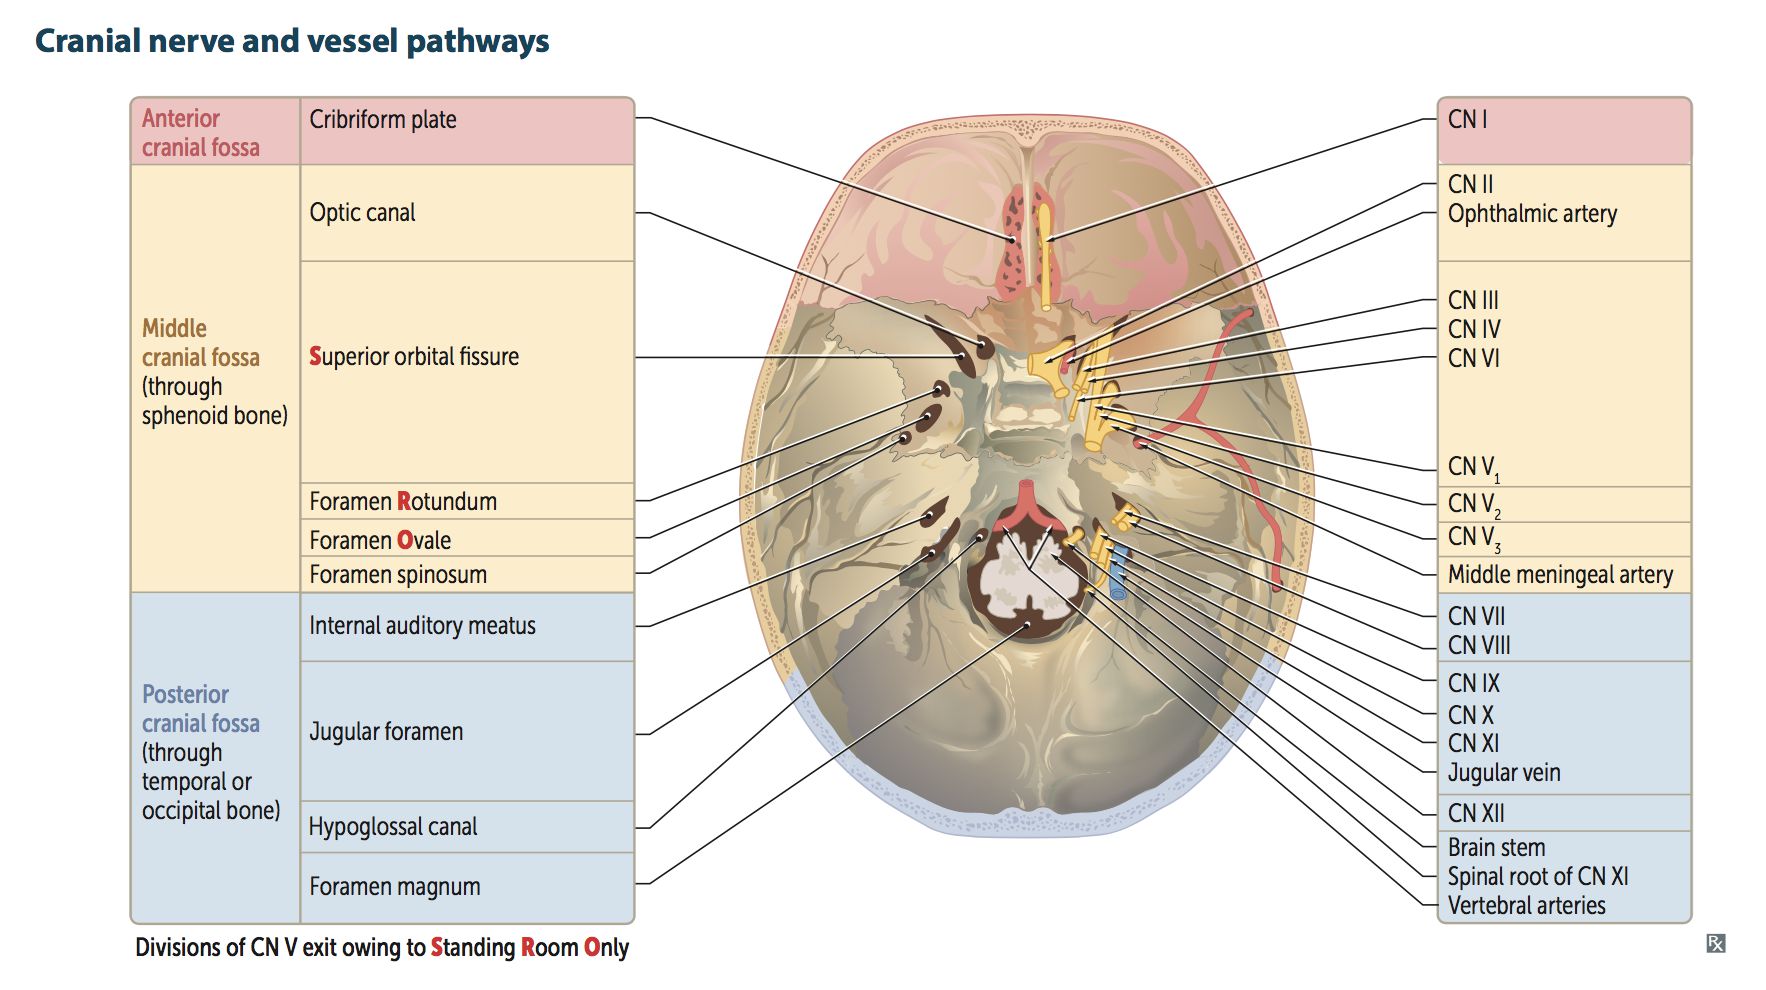 Cranial nerve and vessel pathways
Anterior
cranial fossa
Cribriform plate
Middle
cranial fossa
(through
sphenoid bone)
Optic canal
Superior orbital fissure
Foramen Rotundum
Foramen Ovale
Foramen spinosum
Posterior
cranial fossa
(through
temporal or
occipital bone)
Internal auditory meatus
Jugular foramen
Hypoglossal canal
Foramen magnum
CN I
CN II
Ophthalmic artery
CN III
CN IV
CN VI
CN V1
CN V2
CN V3
Middle meningeal artery
CN VII
CN VIII
CN IX
CN X
CN XI
Jugular vein
CN XII
Brain stem
Spinal root of CN XI
Vertebral arteries
Divisions of CN V exit owing to Standing Room Only
Rx